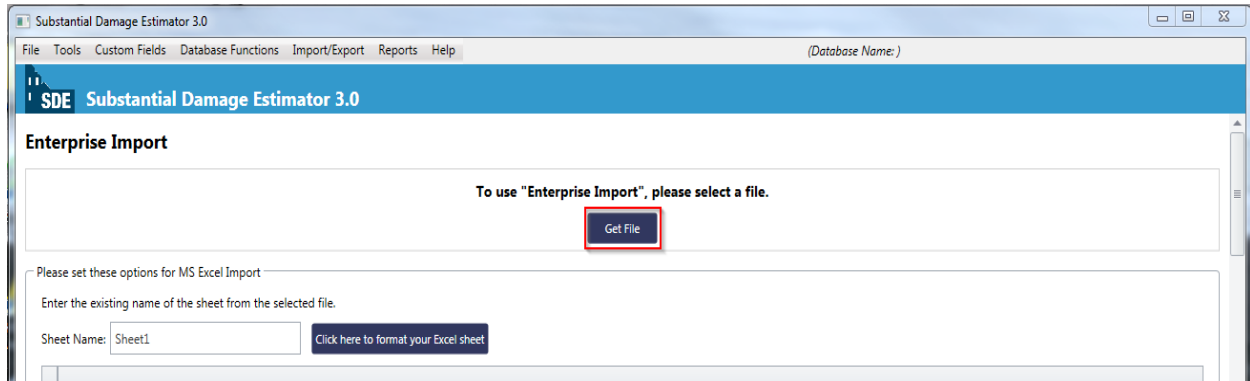 Substantial Damage Estimator 3.0
File Tools Custom Fields Database Functions Import/Export Reports Help (Database Name: )
SDE Substantial Damage Estimator 3.0
Enterprise Import
To use "Enterprise Import", please select a file.
Get File
Please set these options for MS Excel Import
Enter the existing name of the sheet from the selected file.
Sheet Name: Sheet1 Click here to format your Excel sheet